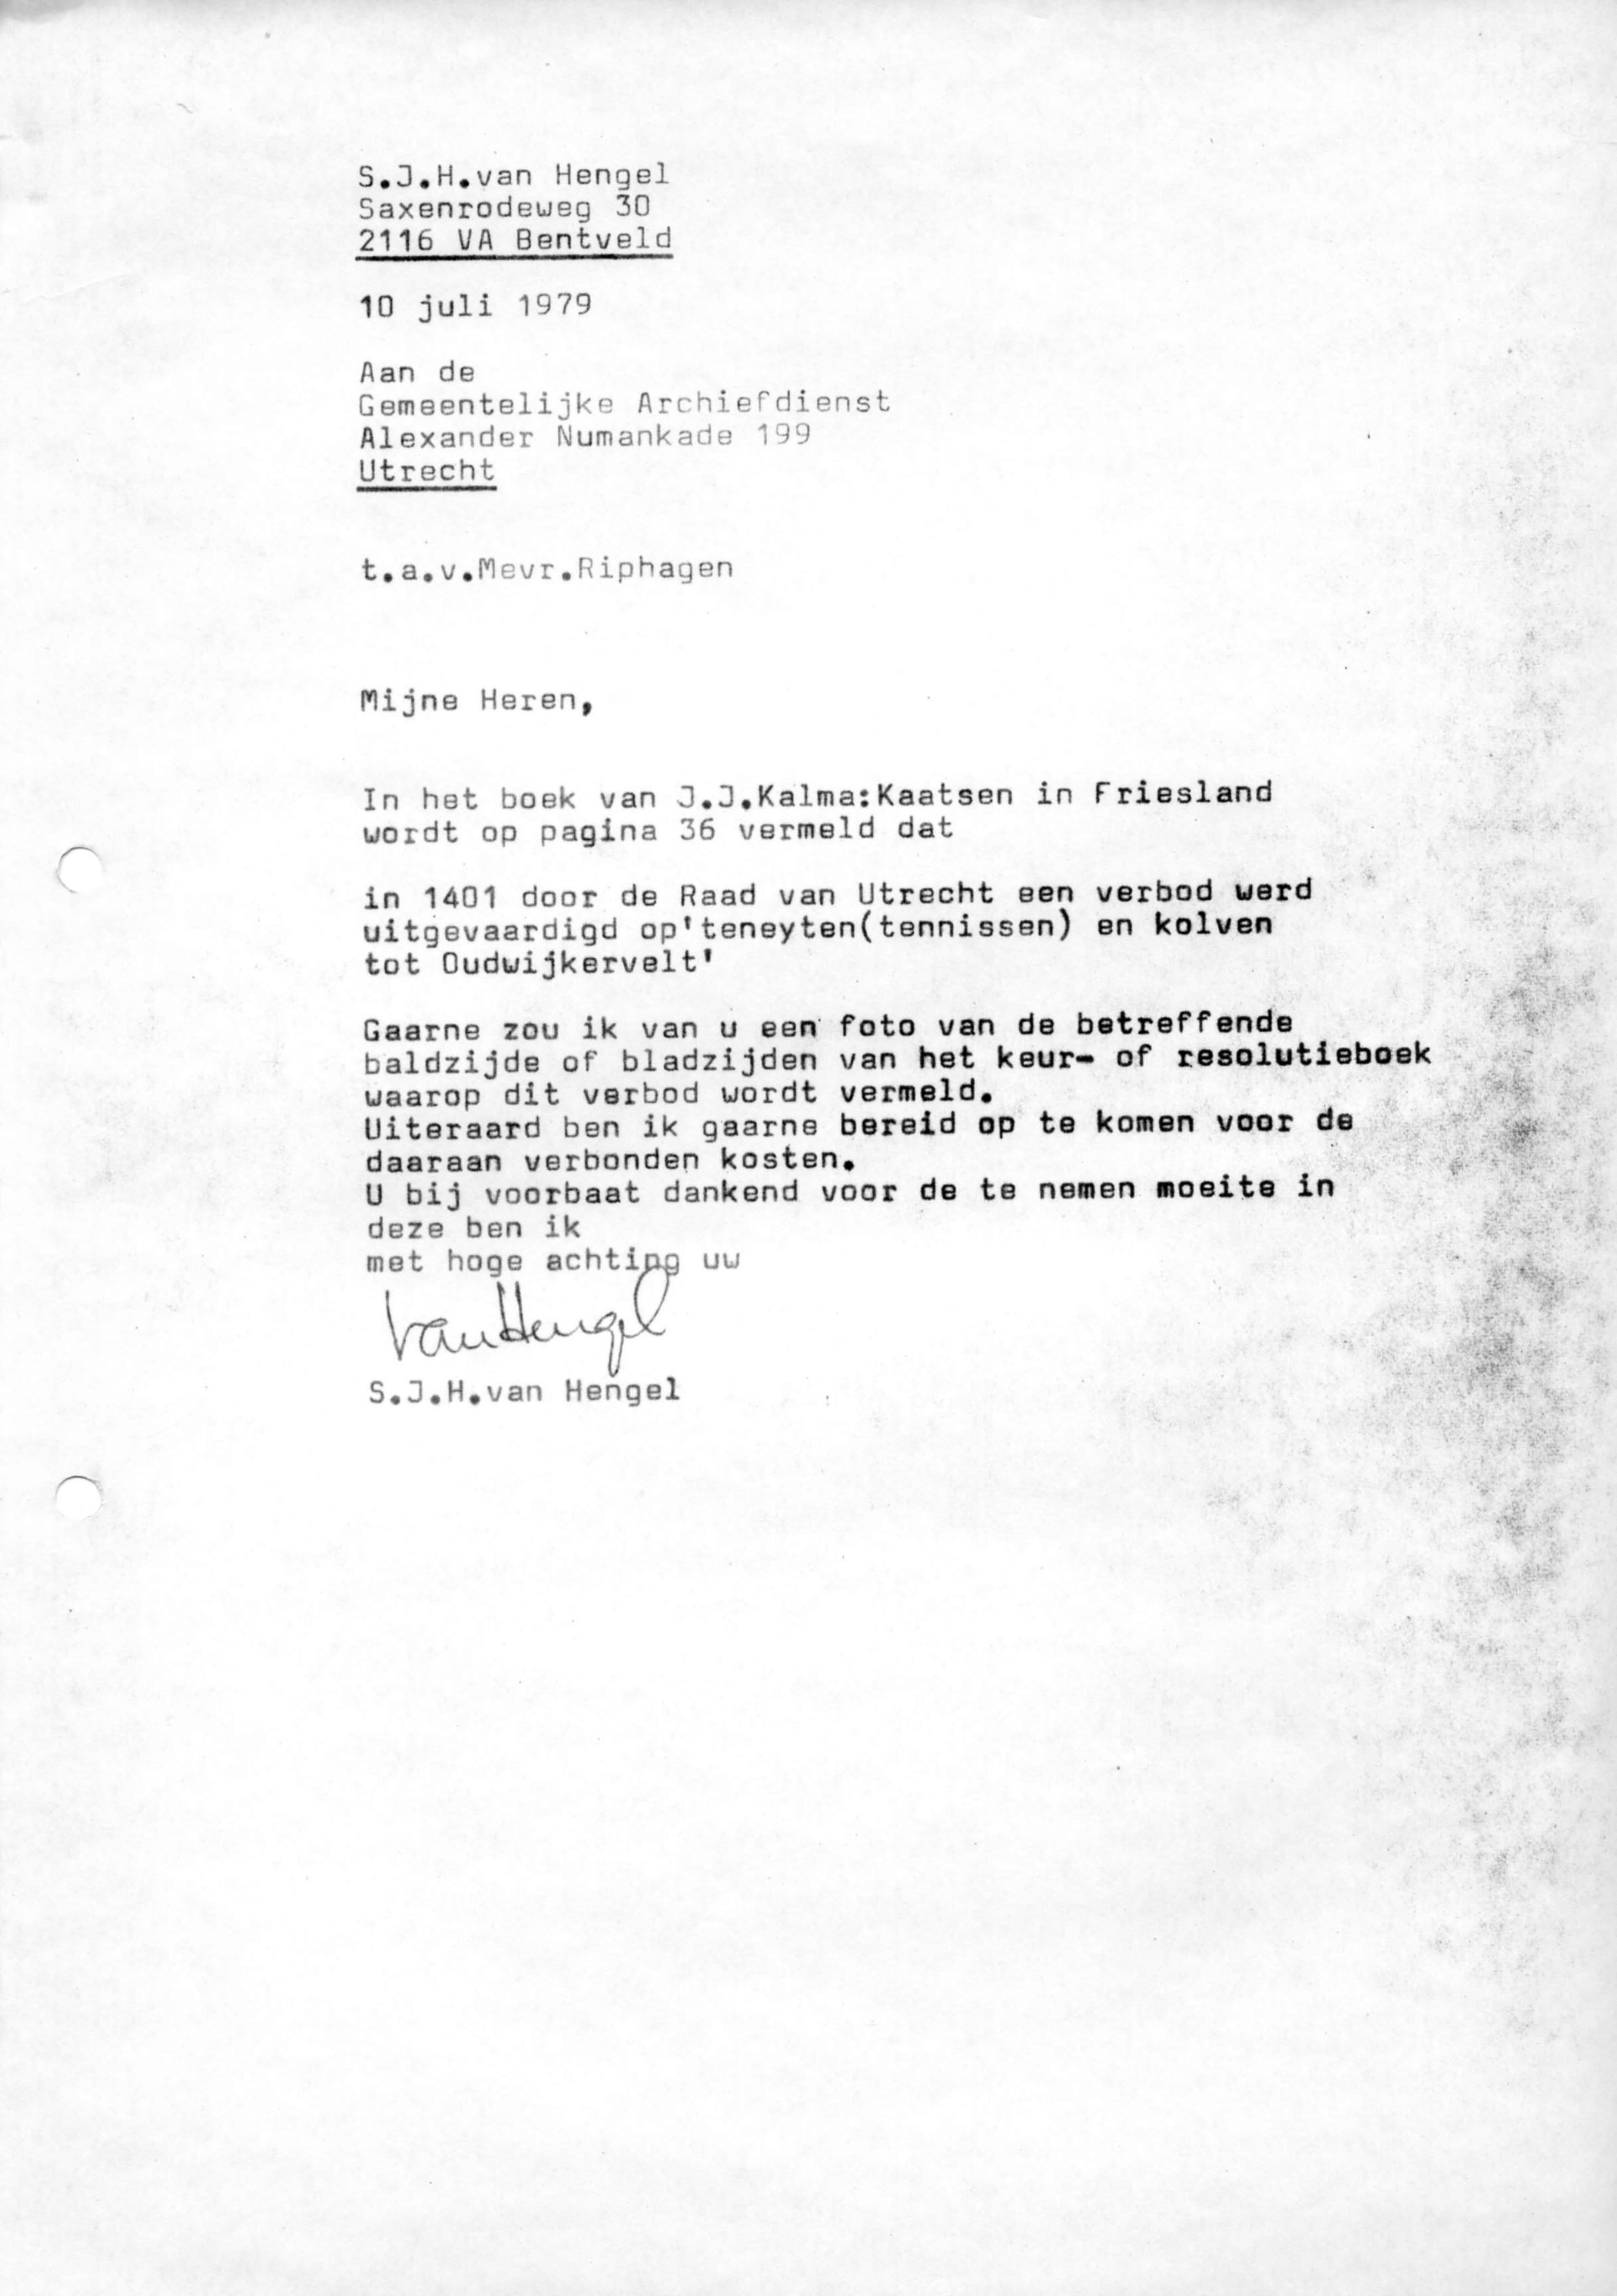 S.J.H.van Hengel
Saxenrodeweg 30
2116 VA Bentveld
10 juli 1979
Aan de
Gemeentelijke Archiefdienst
Alexander Numankade 199
Utrecht
t.a.v.Mevr.Riphagen
Mijne Heren,
In het boek van J.J.Kalma:Kaatsen in Friesland
wordt op pagina 36 vermeld dat
in 1401 door de Raad van Utrecht een verbod werd
uitgevaardigd op'teneyten(tennissen) en kolven
tot Oudwijkervelt'
Gaarne zou ik van u een foto van de betreffende
baldzijde of bladzijden van het keur- of resolutieboek
waarop dit verbod wordt vermeld.
Uiteraard ben ik gaarne bereid op te komen voor de
daaraan verbonden kosten.
U bij voorbaat dankend voor de te nemen moeite in
deze ben ik
met hoge achting uw
van Hengel
S.J.H.van Hengel